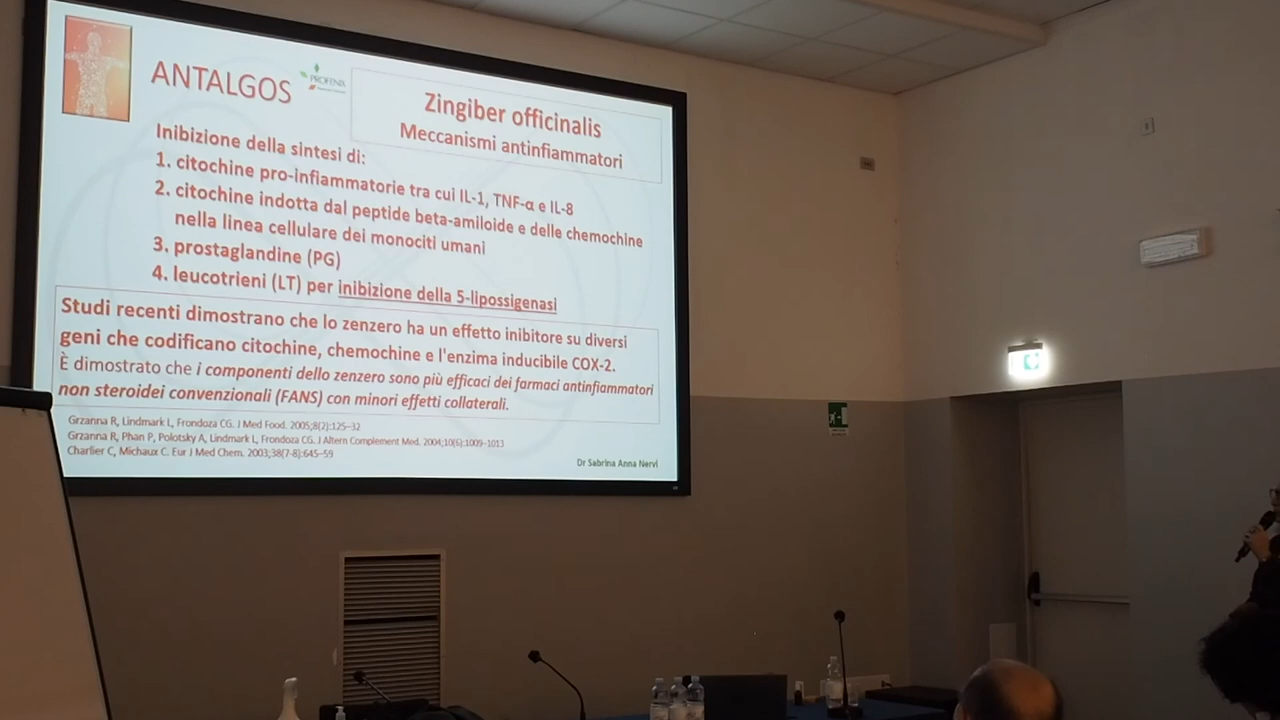 ANTALGOS
PROFENIX
Zingiber officinalis
Meccanismi antinfiammatori
Inibizione della sintesi di:
1. citochine pro-infiammatorie tra cui IL-1, TNF-α e IL-8
2. citochine indotta dal peptide beta-amiloide e delle chemochine
nella linea cellulare dei monociti umani
3. prostaglandine (PG)
4. leucotrieni (LT) per inibizione della 5-lipossigenasi
Studi recenti dimostrano che lo zenzero ha un effetto inibitore su diversi
geni che codificano citochine, chemochine e l'enzima inducibile COX-2.
È dimostrato che i componenti dello zenzero sono più efficaci dei farmaci antinfiammatori
non steroidei convenzionali (FANS) con minori effetti collaterali.
Grzanna R, Lindmark L, Frondoza CG. J Med Food. 2005;8(2):125–32
Grzanna R, Phan P, Polotsky A, Lindmark L, Frondoza CG. J Altern Complement Med. 2004;10(6):1009–1013
Charlier C, Michaux C. Eur J Med Chem. 2003;38(7-8):645–59
Dr Sabrina Anna Nervi